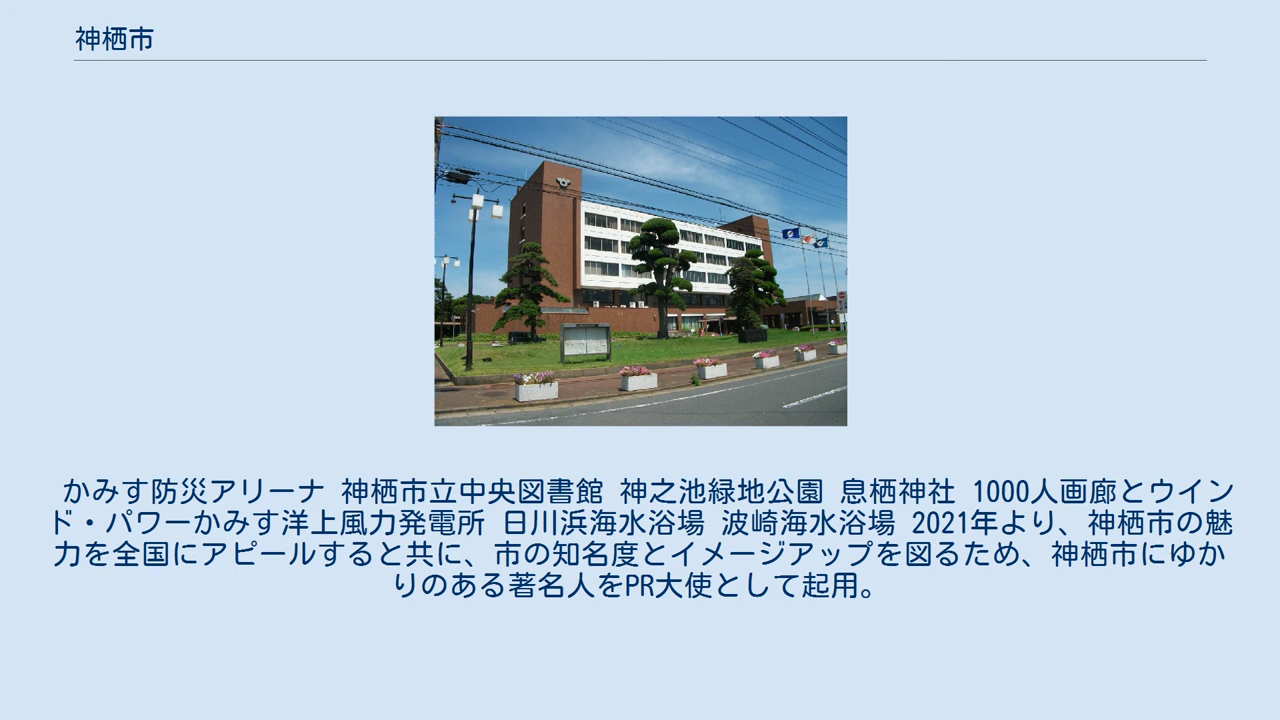 神栖市
かみす防災アリーナ 神栖市立中央図書館 神之池緑地公園 息栖神社 1000人画廊とウイン
ド・パワーかみす洋上風力発電所 日川浜海水浴場 波崎海水浴場 2021年より、神栖市の魅
力を全国にアピールすると共に、市の知名度とイメージアップを図るため、神栖市にゆか
りのある著名人をPR大使として起用。